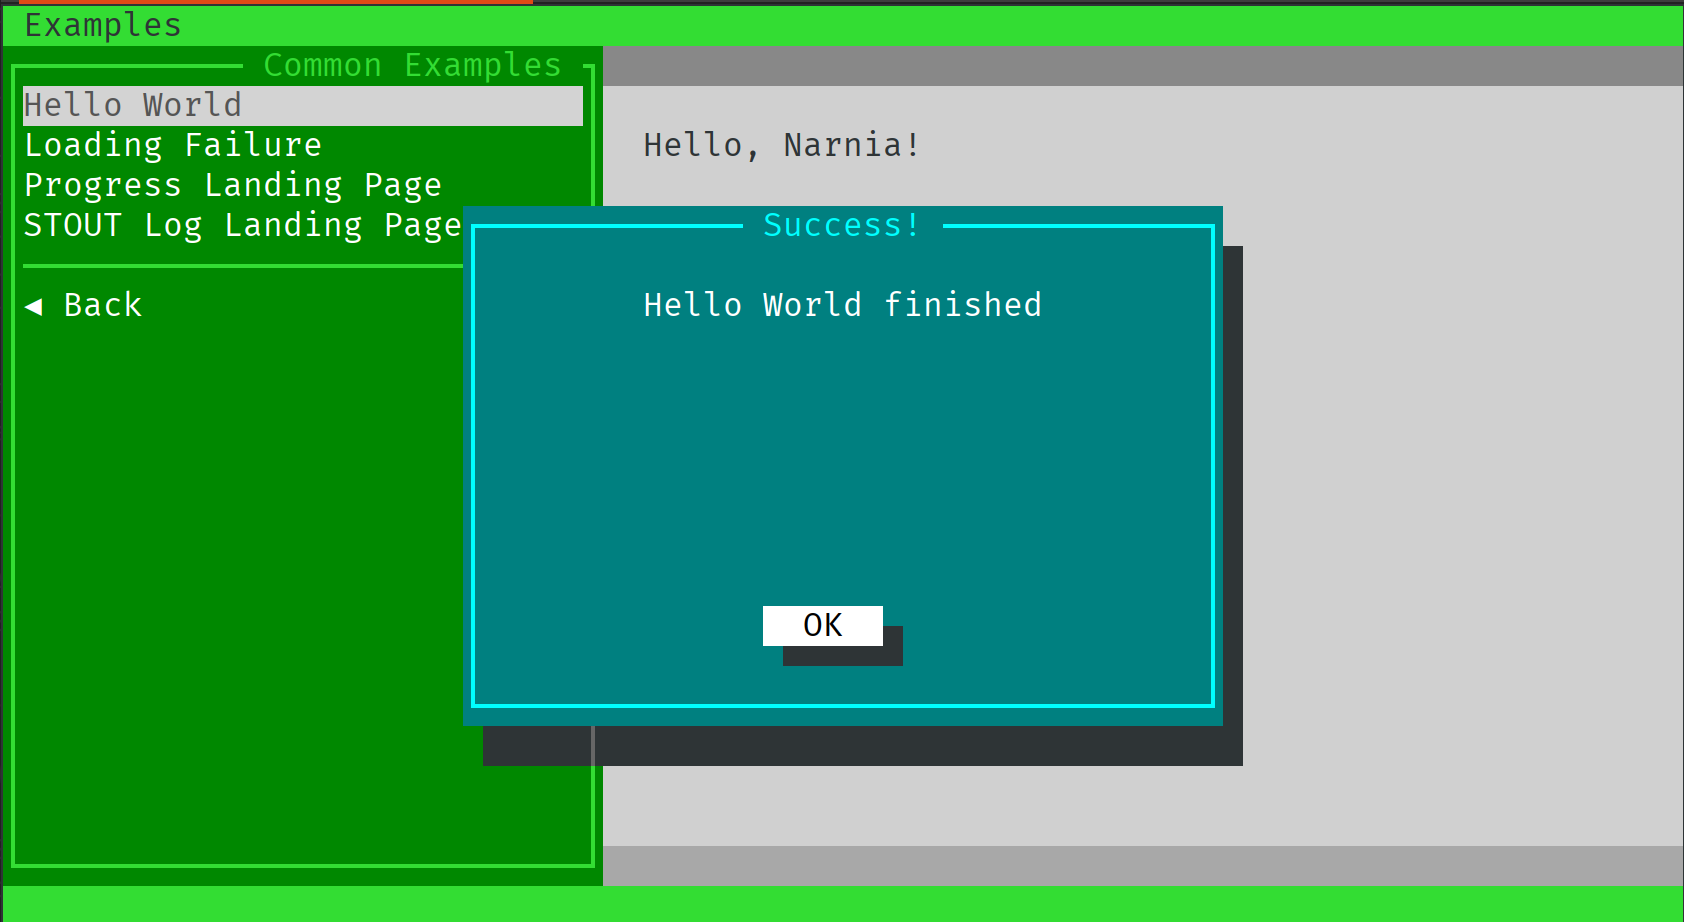 Examples
Common Examples
Hello World
Loading Failure
Progress Landing Page
STOUT Log Landing Page
◄ Back
Hello, Narnia!
Success!
Hello World finished
OK